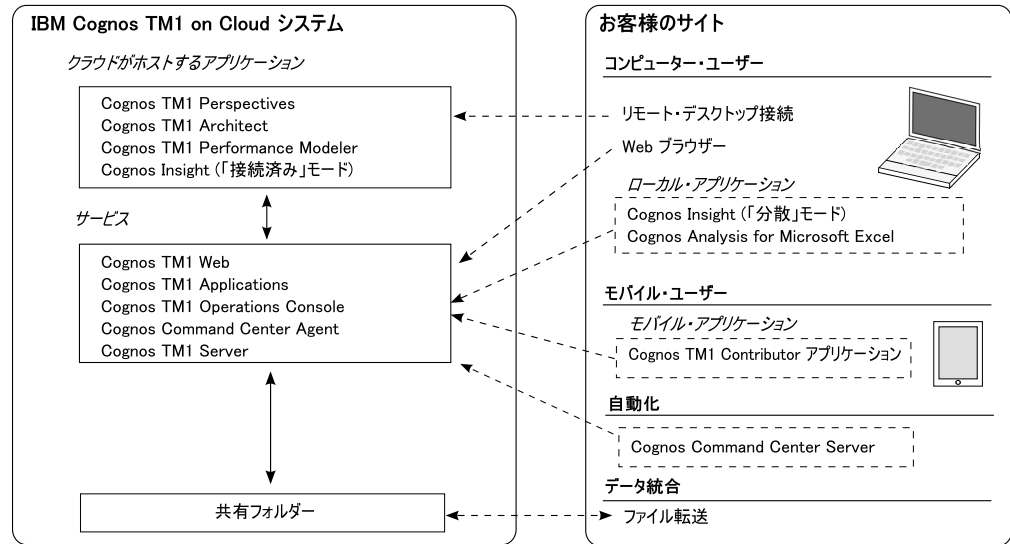 IBM Cognos TM1 on Cloud システム
クラウドがホストするアプリケーション
Cognos TM1 Perspectives
Cognos TM1 Architect
Cognos TM1 Performance Modeler
Cognos Insight (「接続済み」モード)
サービス
Cognos TM1 Web
Cognos TM1 Applications
Cognos TM1 Operations Console
Cognos Command Center Agent
Cognos TM1 Server
共有フォルダー
お客様のサイト
コンピューター・ユーザー
リモート・デスクトップ接続
Web ブラウザー
ローカル・アプリケーション
Cognos Insight (「分散」モード)
Cognos Analysis for Microsoft Excel
モバイル・ユーザー
モバイル・アプリケーション
Cognos TM1 Contributor アプリケーション
自動化
Cognos Command Center Server
データ統合
ファイル転送